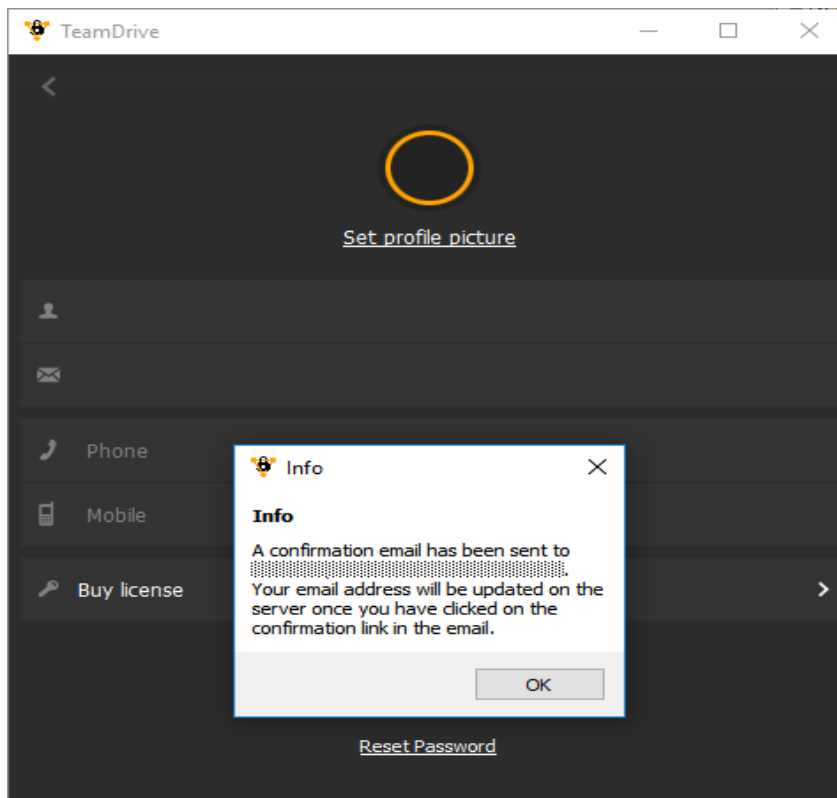 TeamDrive
Set profile picture
Phone
Mobile
Buy license
Info
Info
A confirmation email has been sent to
.
Your email address will be updated on the
server once you have clicked on the
confirmation link in the email.
OK
Reset Password